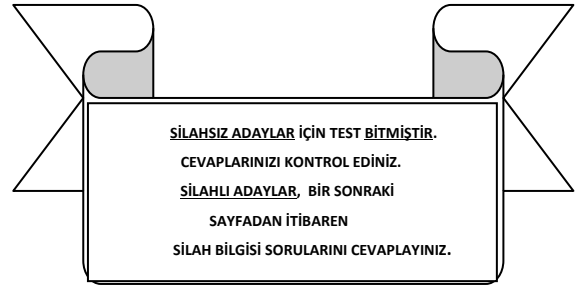 SİLAHSIZ ADAYLAR İÇİN TEST BİTMİŞTİR.
CEVAPLARINIZI KONTROL EDİNİZ.
SİLAHLI ADAYLAR, BİR SONRAKİ
SAYFADAN İTİBAREN
SİLAH BİLGİSİ SORULARINI CEVAPLAYINIZ.